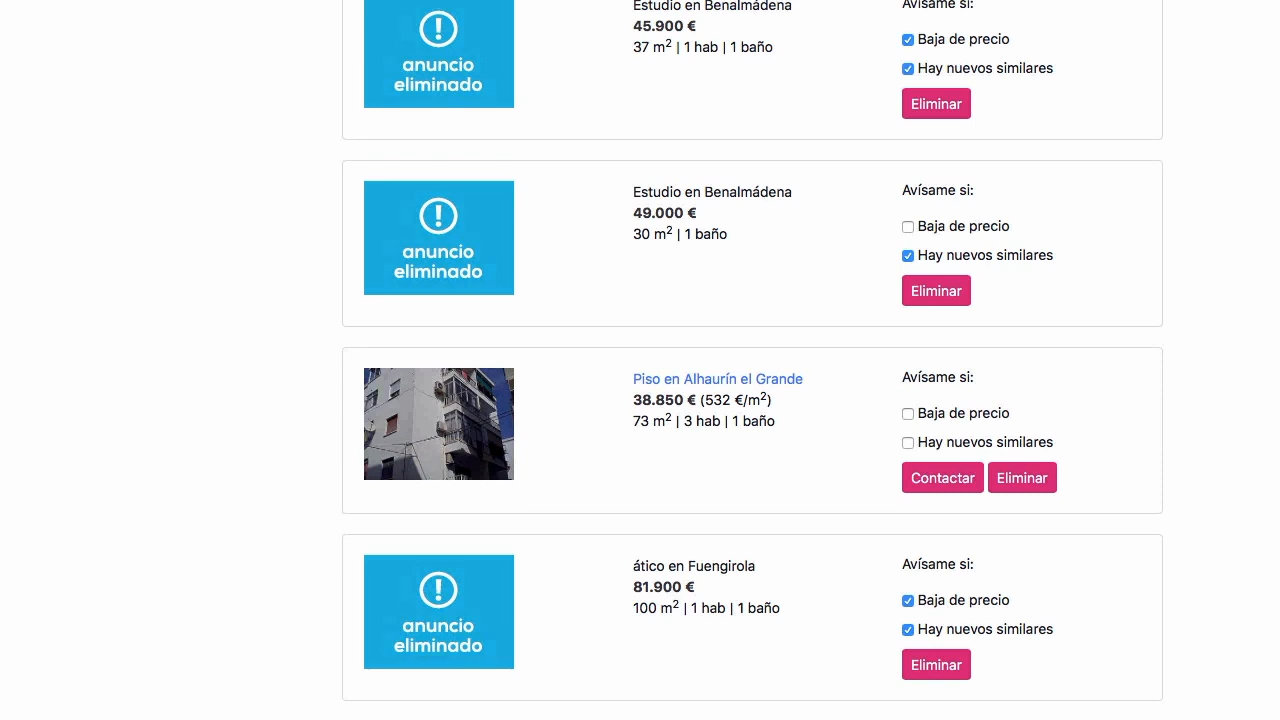 Estudio en Benalmádena
45.900 €
37 m² | 1 hab | 1 baño
Avísame si:
Baja de precio
Hay nuevos similares
Eliminar
anuncio
eliminado
Estudio en Benalmádena
49.000 €
30 m² | 1 baño
Avísame si:
Baja de precio
Hay nuevos similares
Eliminar
anuncio
eliminado
Piso en Alhaurín el Grande
38.850 € (532 €/m²)
73 m² | 3 hab | 1 baño
Avísame si:
Baja de precio
Hay nuevos similares
Contactar Eliminar
anuncio
eliminado
ático en Fuengirola
81.900 €
100 m² | 1 hab | 1 baño
Avísame si:
Baja de precio
Hay nuevos similares
Eliminar